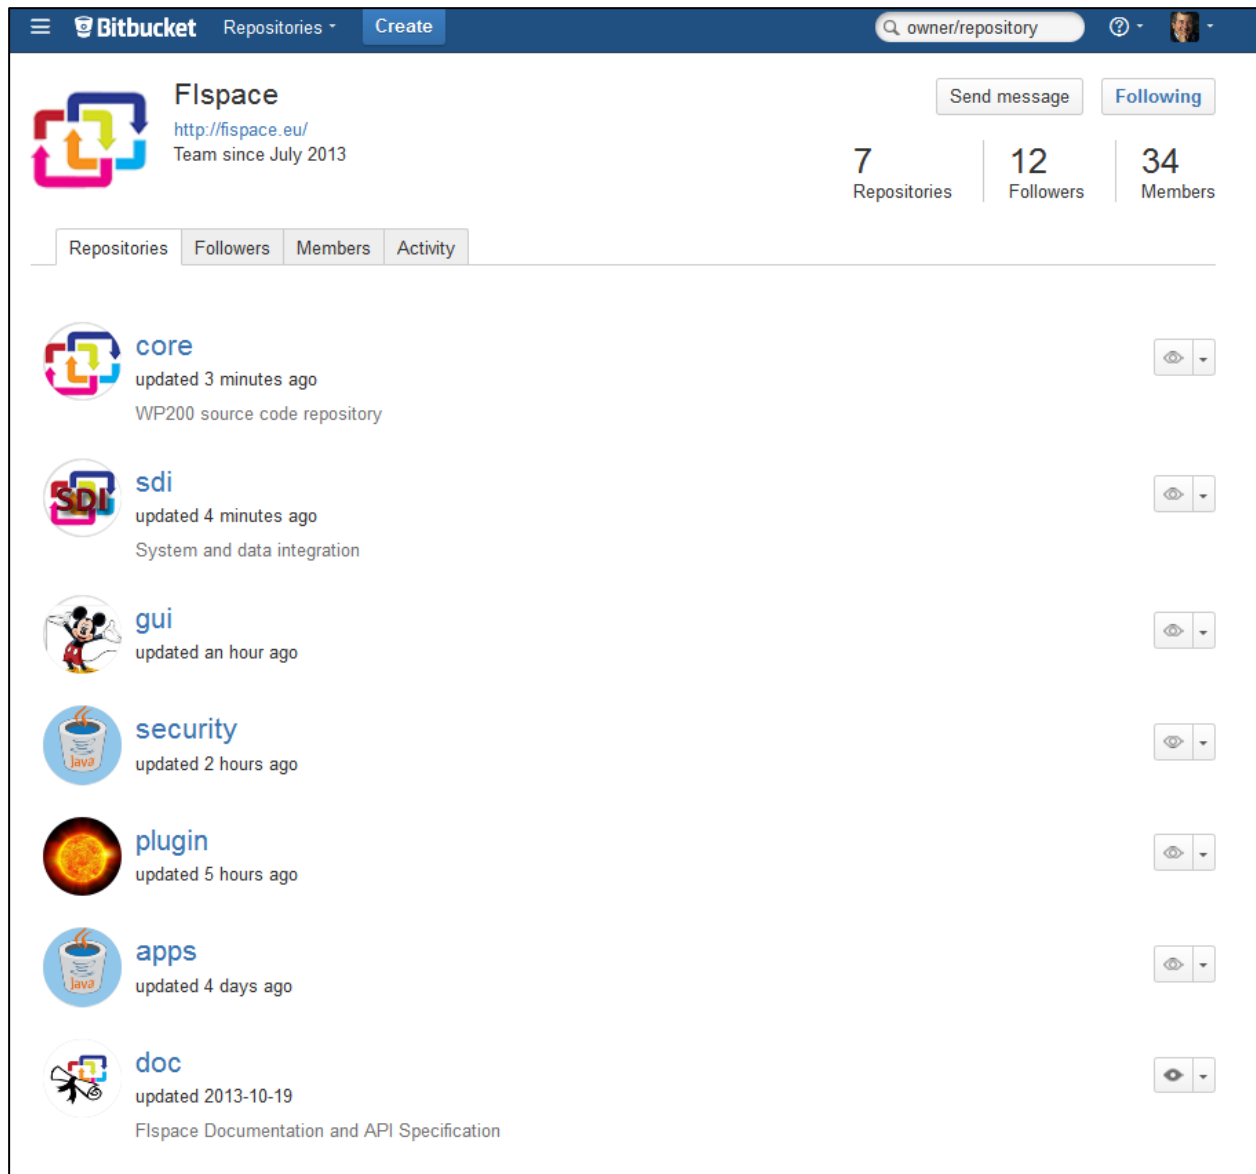 Bitbucket Repositories Create owner/repository
FIspace
Send message Following
http://fispace.eu/
Team since July 2013
7 12 34
Repositories Followers Members
Repositories Followers Members Activity
core
updated 3 minutes ago
WP200 source code repository
SDI
sdi
updated 4 minutes ago
System and data integration
gui
updated an hour ago
security
Java
updated 2 hours ago
plugin
updated 5 hours ago
apps
Java
updated 4 days ago
doc
updated 2013-10-19
FIspace Documentation and API Specification